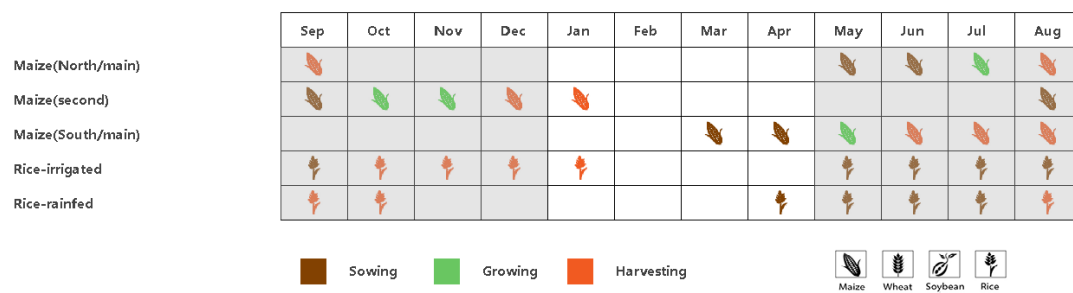 Sep Oct Nov Dec Jan Feb Mar Apr May Jun Jul Aug
Maize(North/main)
Maize(second)
Maize(South/main)
Rice-irrigated
Rice-rainfed
Sowing Growing Harvesting
Maize Wheat Soybean Rice